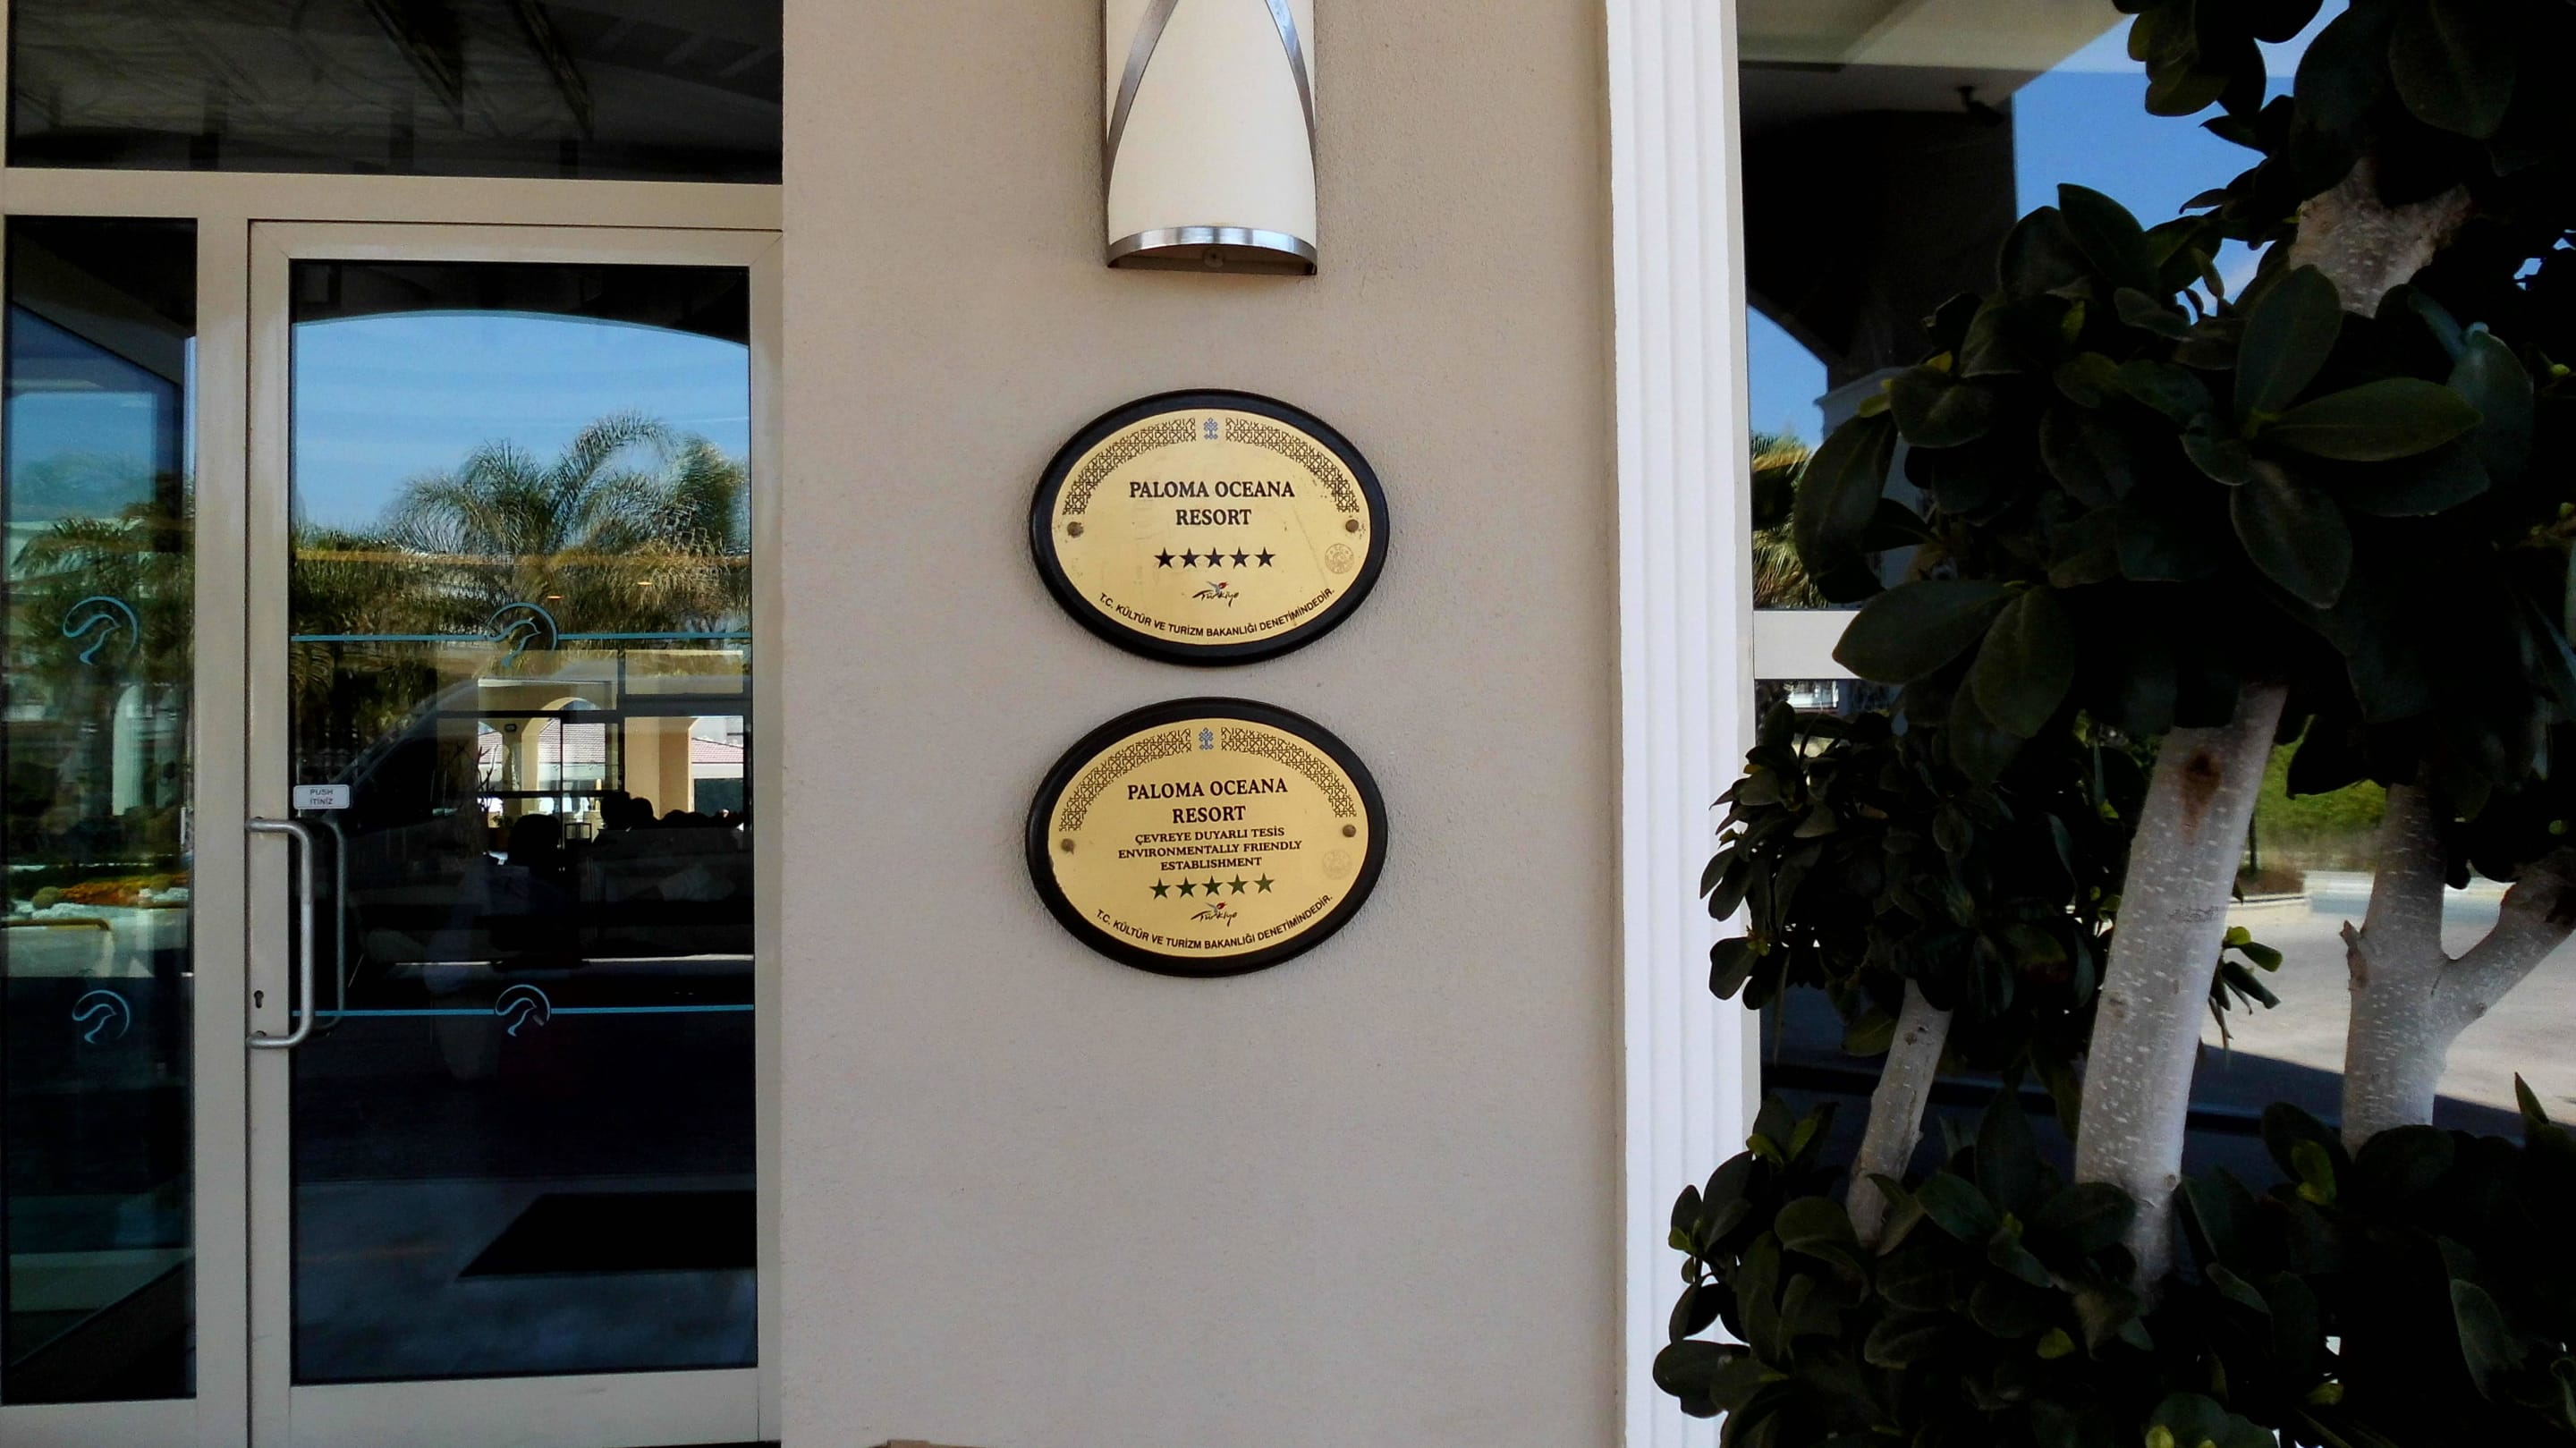 PUSH
İTİNİZ
PALOMA OCEANA
RESORT
Türkiye
T.C. KÜLTÜR VE TURİZM BAKANLIĞI DENETİMİNDEDİR.
PALOMA OCEANA
RESORT
ÇEVREYE DUYARLI TESİS
ENVIRONMENTALLY FRIENDLY
ESTABLISHMENT
Türkiye
T.C. KÜLTÜR VE TURİZM BAKANLIĞI DENETİMİNDEDİR.